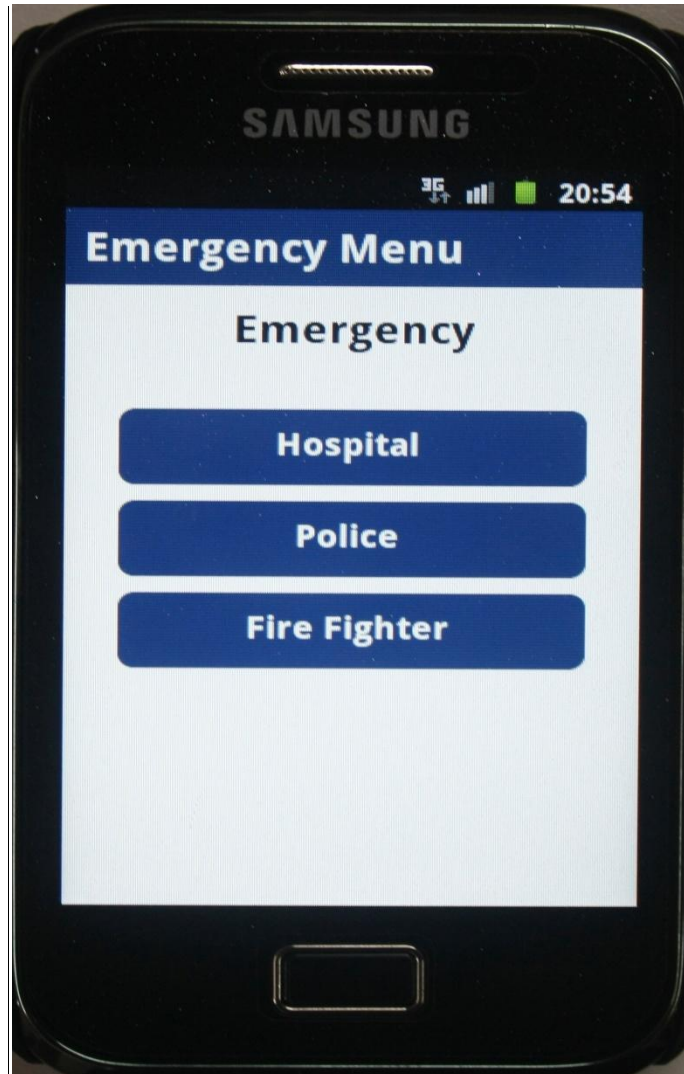 SAMSUNG
3G 20:54
Emergency Menu
Emergency
Hospital
Police
Fire Fighter